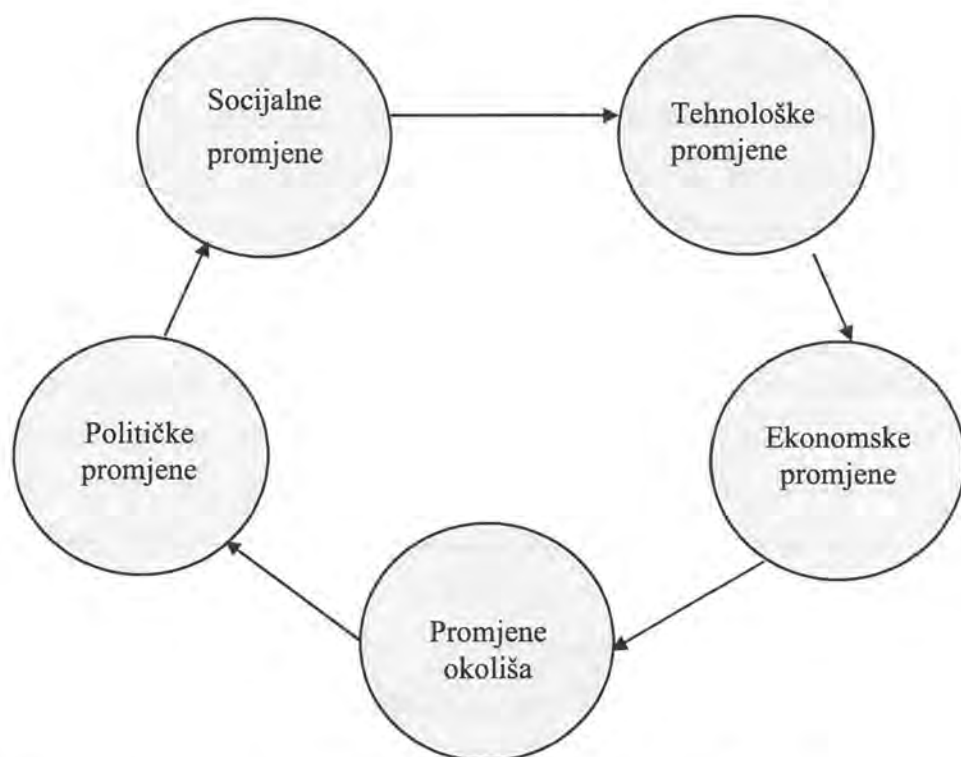 Socijalne
promjene
Tehnološke
promjene
Ekonomske
promjene
Promjene
okoliša
Političke
promjene